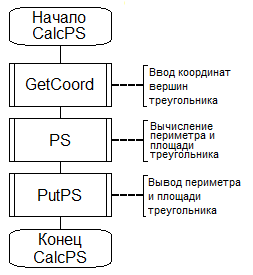 Начало
CalcPS
GetCoord
Ввод координат
вершин
треугольника
PS
Вычисление
периметра и
площади
треугольника
PutPS
Вывод периметра
и площади
треугольника
Конец
CalcPS